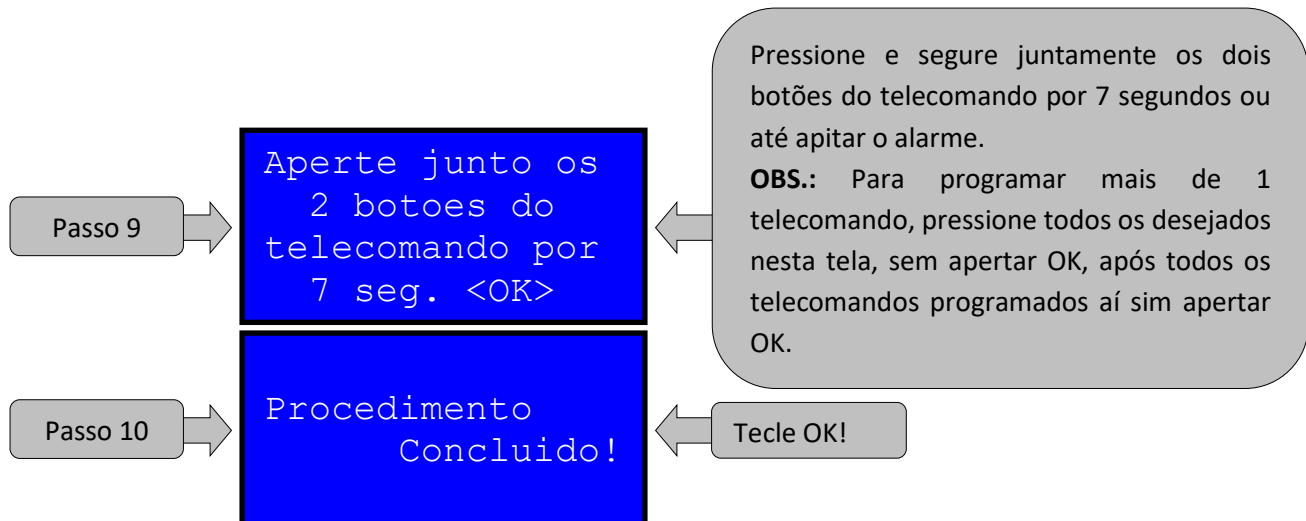 Passo 9
Aperte junto os
2 botoes do
telecomando por
7 seg. <OK>
Pressione e segure juntamente os dois
botões do telecomando por 7 segundos ou
até apitar o alarme.
OBS.: Para programar mais de 1
telecomando, pressione todos os desejados
nesta tela, sem apertar OK, após todos os
telecomandos programados aí sim apertar
OK.
Passo 10
Procedimento
Concluido!
Tecle OK!